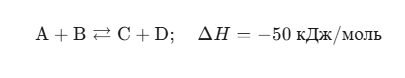 A + B ⇄ C + D; ΔH = −50 кДж/моль